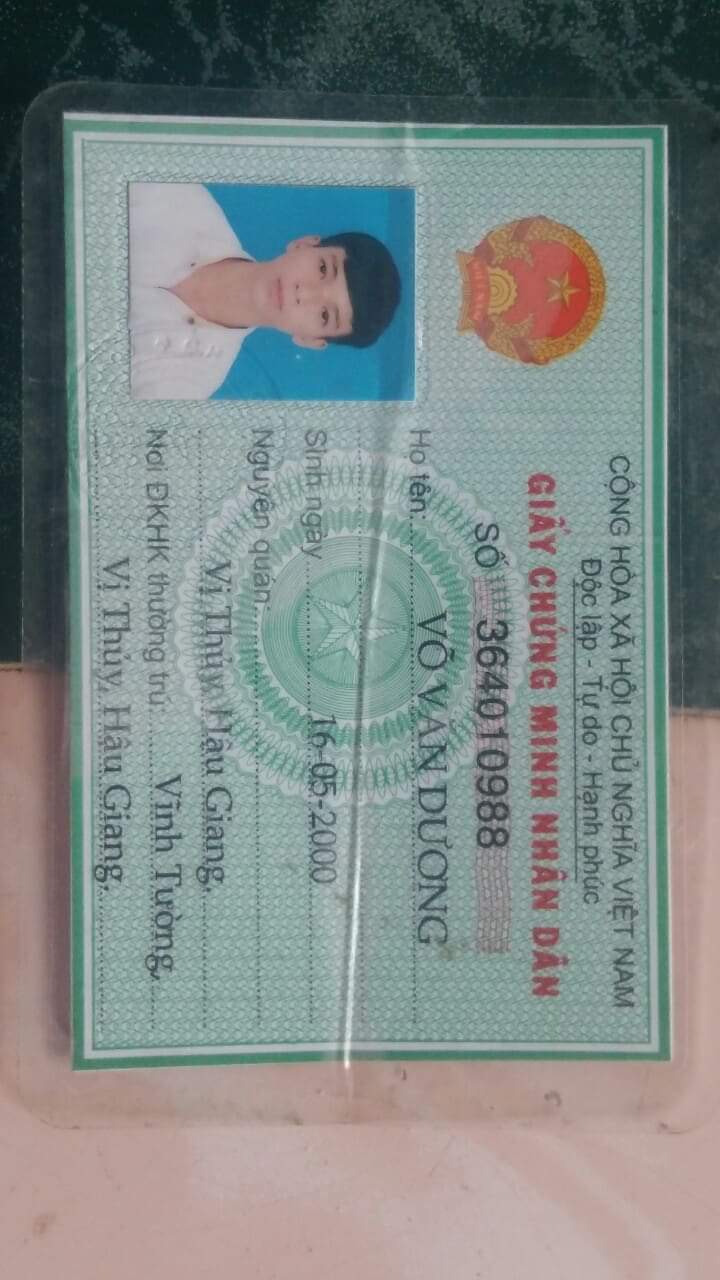 CỘNG HÒA XÃ HỘI CHỦ NGHĨA VIỆT NAM
Độc lập - Tự do - Hạnh phúc
GIẤY CHỨNG MINH NHÂN DÂN
SỐ 364010988
Họ tên: VÕ VĂN DƯƠNG
Sinh ngày 16-05-2000
Nguyên quán:
Vị Thủy, Hậu Giang,
Nơi ĐKHK thường trú: Vĩnh Tường,
Vị Thủy, Hậu Giang,